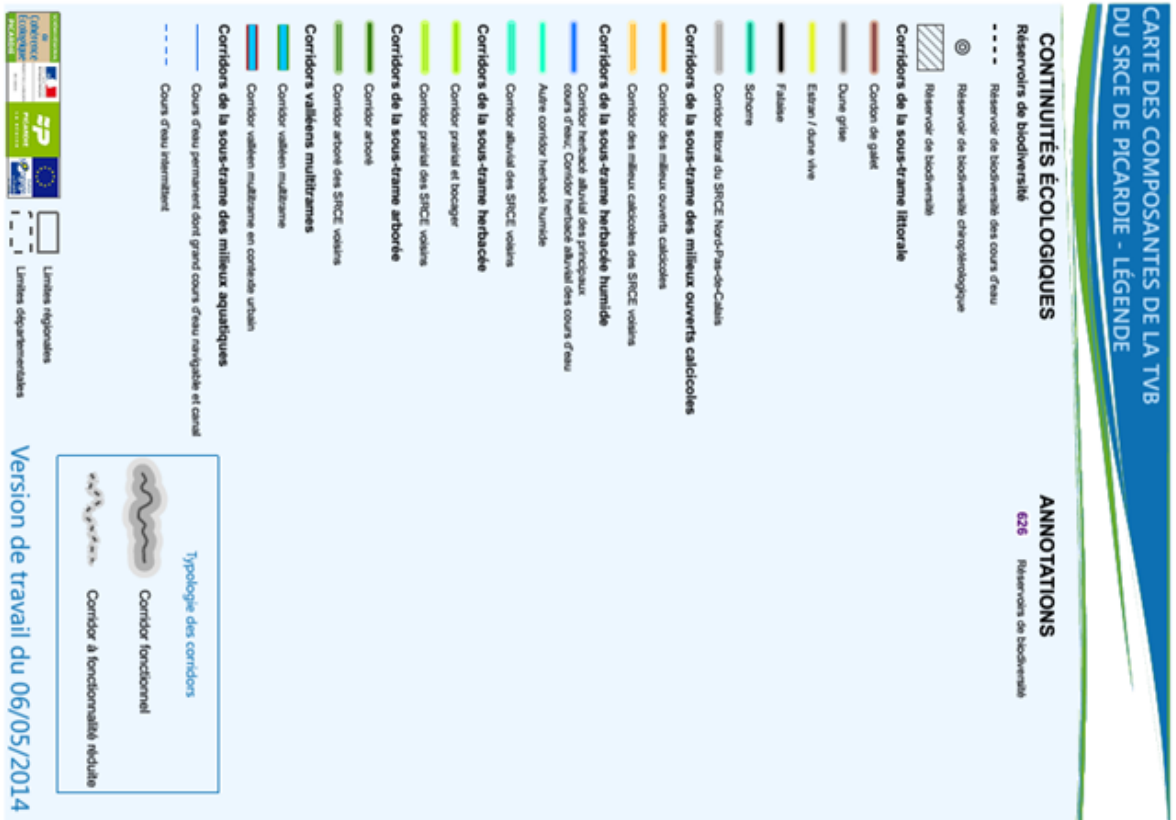 CARTE DES COMPOSANTES DE LA TVB
DU SRCE DE PICARDIE - LÉGENDE
CONTINUITÉS ÉCOLOGIQUES
Réservoirs de biodiversité
Réservoir de biodiversité des cours d'eau
Réservoir de biodiversité chiroptérologique
Réservoir de biodiversité
Corridors de la sous-trame littorale
Cordon de galet
Dune grise
Estran / dune vive
Falaise
Schorre
Corridor littoral du SRCE Nord-Pas-de-Calais
Corridors de la sous-trame des milieux ouverts calcicoles
Corridor des milieux ouverts calcicoles
Corridor des milieux calcicoles des SRCE voisins
Corridors de la sous-trame herbacée humide
Corridor herbacé alluvial des principaux
cours d'eau; Corridor herbacé alluvial des cours d'eau
Autre corridor herbacé humide
Corridor alluvial des SRCE voisins
Corridors de la sous-trame herbacée
Corridor prairial et bocager
Corridor prairial des SRCE voisins
Corridors de la sous-trame arborée
Corridor arboré
Corridor arboré des SRCE voisins
Corridors valléens multitrames
Corridor valléen multitrame
Corridor valléen multitrame en contexte urbain
Corridors de la sous-trame des milieux aquatiques
Cours d'eau permanent dont grand cours d'eau navigable et canal
Cours d'eau intermittent
ANNOTATIONS
626 Réservoirs de biodiversité
Typologie des corridors
Corridor fonctionnel
Corridor à fonctionnalité réduite
Cohérence
Écologique
PICARDIE
PICARDIE
Limites régionales
Limites départementales
Version de travail du 06/05/2014